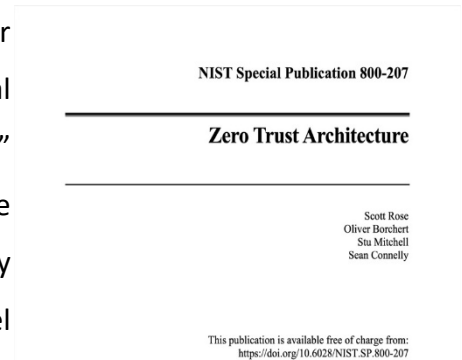 NIST Special Publication 800-207
Zero Trust Architecture
Scott Rose
Oliver Borchert
Stu Mitchell
Sean Connelly
This publication is available free of charge from:
https://doi.org/10.6028/NIST.SP.800-207